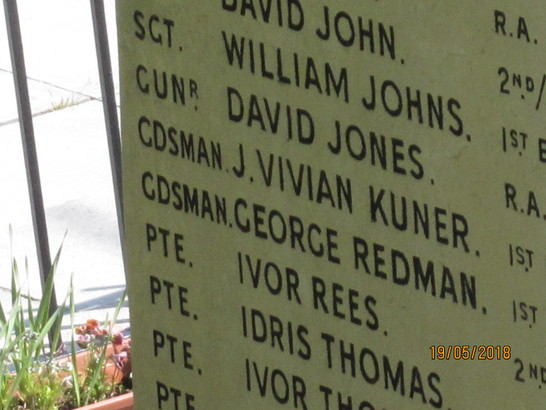 R.A.
DAVID JOHN. 2ND/
SGT. WILLIAM JOHNS. 1ST
GUNR. DAVID JONES. R.A.
GDSMAN. J. VIVIAN KUNER. 1ST
GDSMAN. GEORGE REDMAN. 1ST
PTE. IVOR REES. 2ND
PTE. IDRIS THOMAS
PTE. IVOR
PTE
19/05/2018